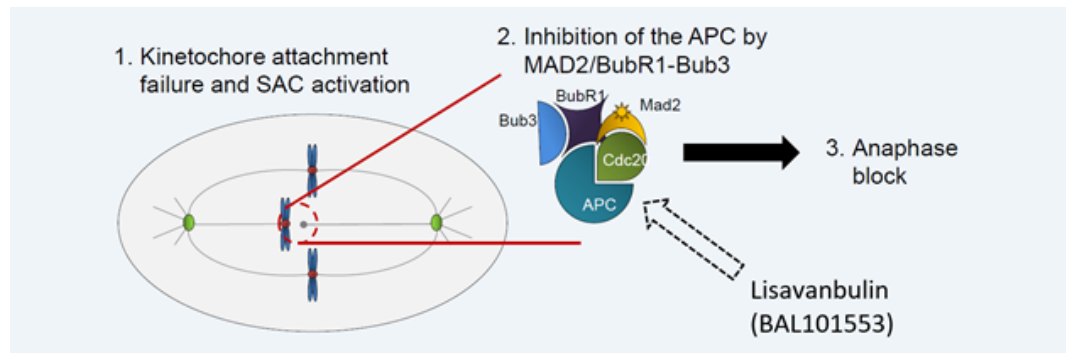 1. Kinetochore attachment
failure and SAC activation
2. Inhibition of the APC by
MAD2/BubR1-Bub3
BubR1
Mad2
Bub3
Cdc20
APC
3. Anaphase
block
Lisavanbulin
(BAL101553)